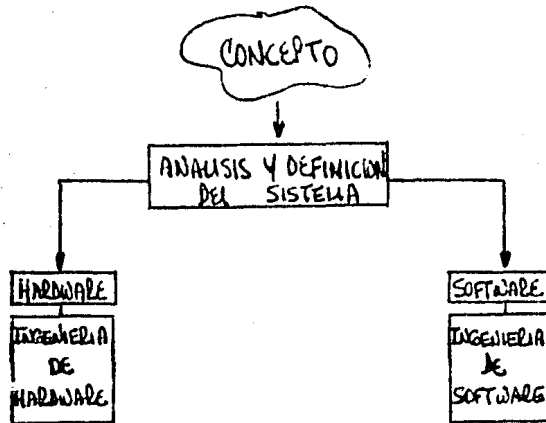 CONCEPTO
ANALISIS Y DEFINICION
DEL SISTEMA
HARDWARE
INGENIERIA
DE
HARDWARE
SOFTWARE
INGENIERIA
DE
SOFTWARE